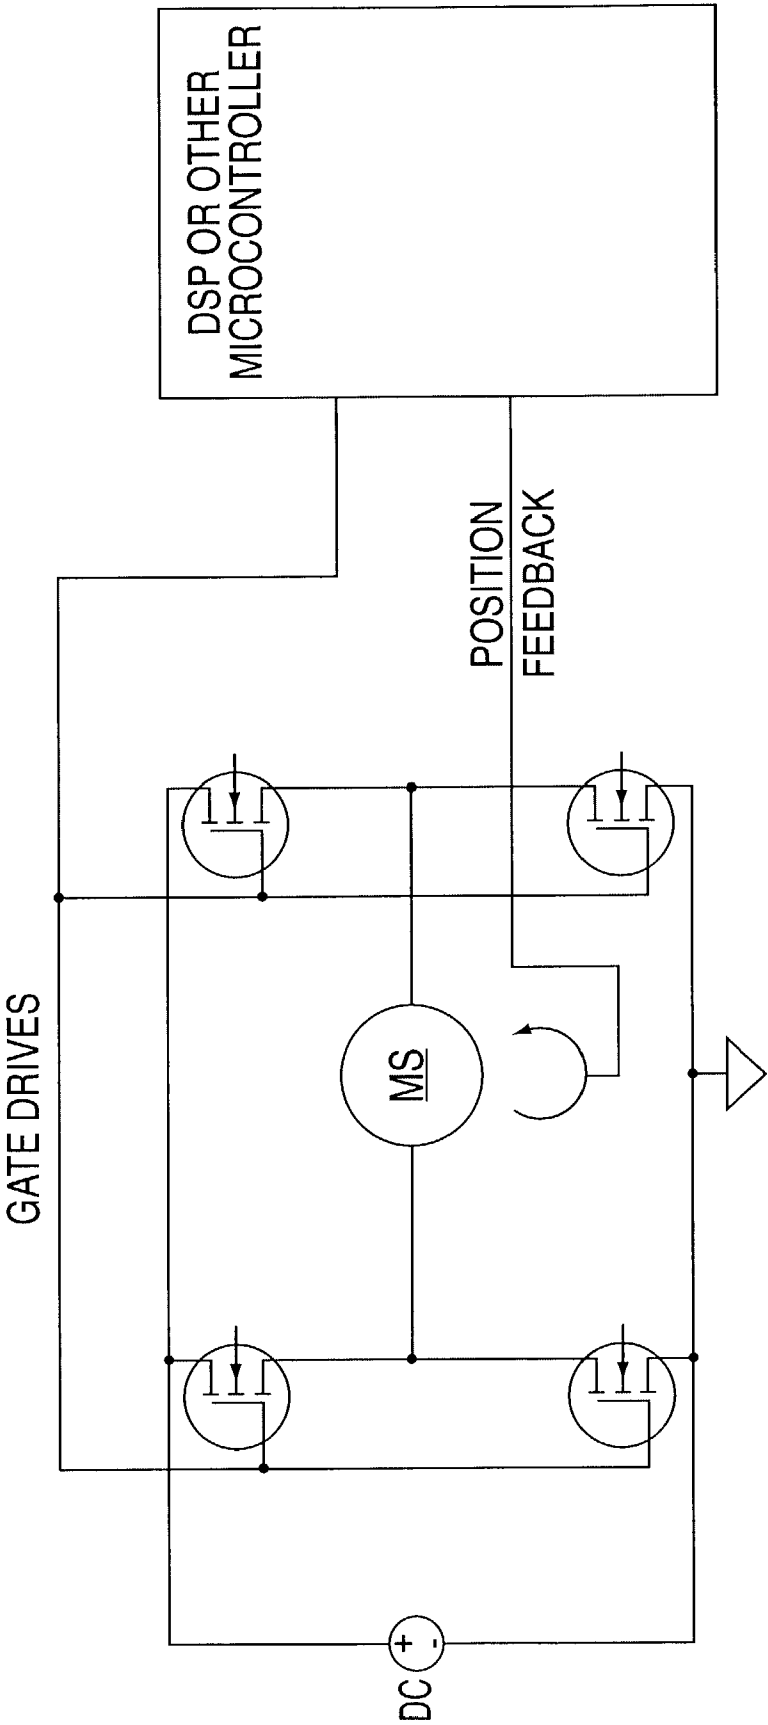 GATE DRIVES
DSP OR OTHER
MICROCONTROLLER
DC
+
-
MS
POSITION
FEEDBACK